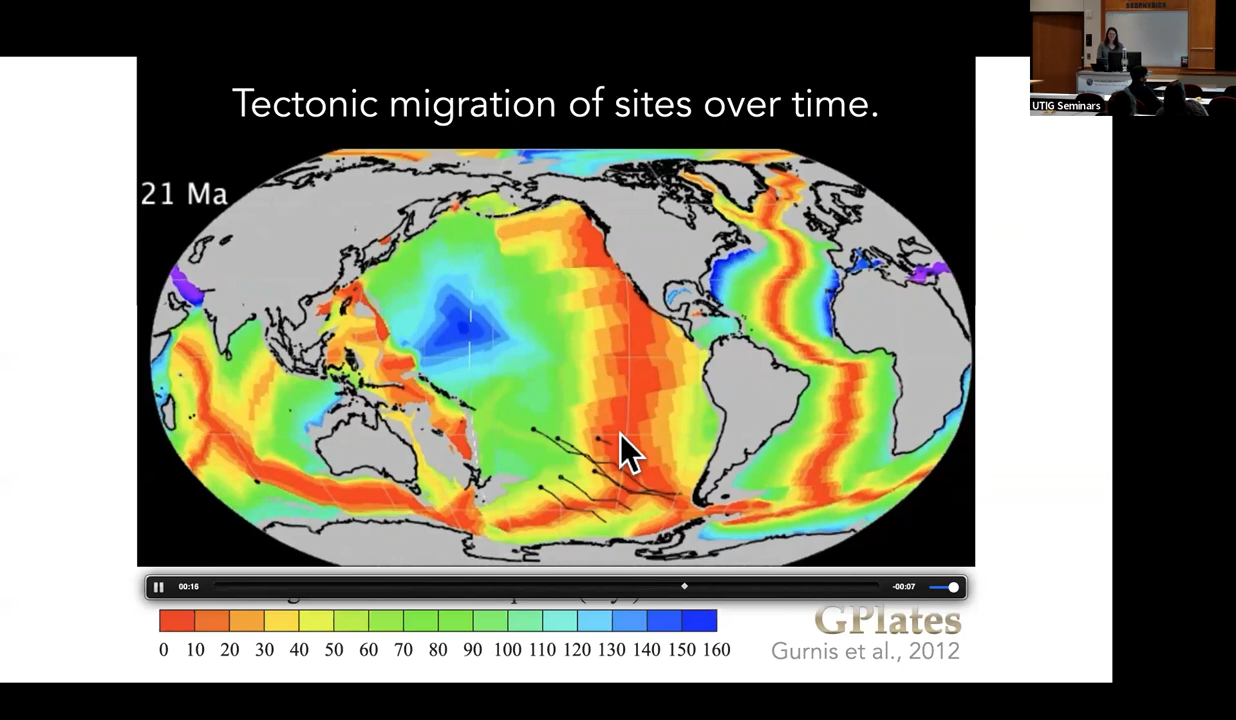 GEOPHYSICS
UTIG Seminars
Tectonic migration of sites over time.
21 Ma
00:16
-00:07
0 10 20 30 40 50 60 70 80 90 100 110 120 130 140 150 160
GPlates
Gurnis et al., 2012